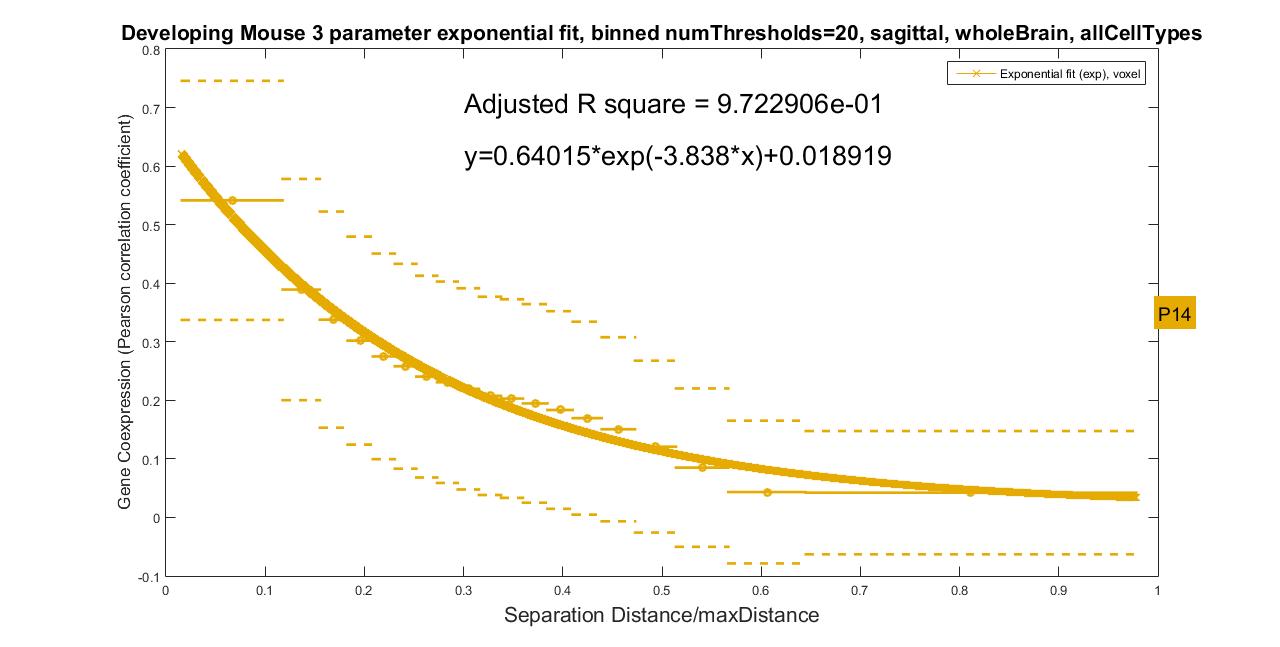 Developing Mouse 3 parameter exponential fit, binned numThresholds=20, sagittal, wholeBrain, allCellTypes
Exponential fit (exp), voxel
Adjusted R square = 9.722906e-01
y=0.64015*exp(-3.838*x)+0.018919
Gene Coexpression (Pearson correlation coefficient)
0.8
0.7
0.6
0.5
0.4
0.3
0.2
0.1
0
-0.1
P14
0 0.1 0.2 0.3 0.4 0.5 0.6 0.7 0.8 0.9 1
Separation Distance/maxDistance